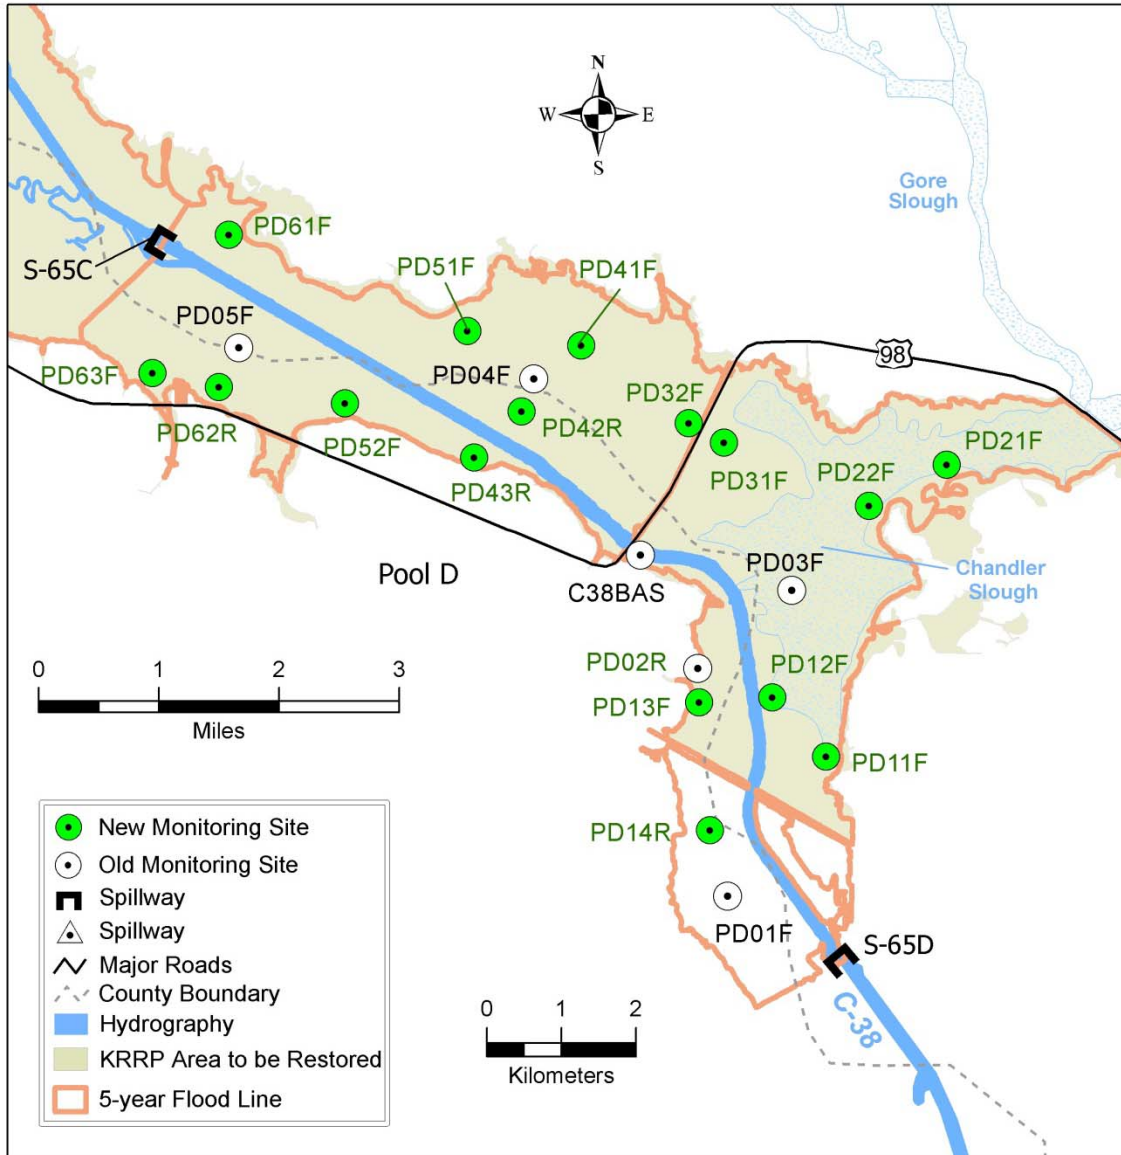 N
W
E
S
Gore
Slough
PD61F
S-65C
PD51F
PD41F
PD05F
98
PD63F
PD04F
PD32F
PD62R
PD52F
PD42R
PD43R
PD31F
PD22F
PD21F
Pool D
C38BAS
PD03F
Chandler
Slough
PD02R
PD12F
PD13F
PD11F
0 1 2 3
Miles
PD14R
PD01F
S-65D
C-38
0 1 2
Kilometers
New Monitoring Site
Old Monitoring Site
Spillway
Spillway
Major Roads
County Boundary
Hydrography
KRRP Area to be Restored
5-year Flood Line